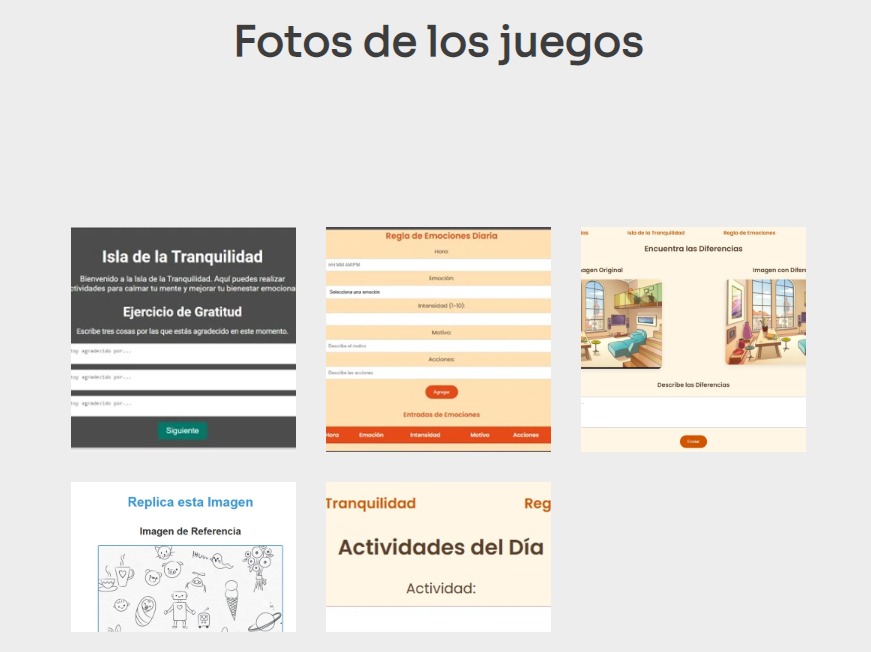 Fotos de los juegos
Isla de la Tranquilidad
Bienvenido a la Isla de la Tranquilidad. Aquí puedes realizar
ctividades para calmar tu mente y mejorar tu bienestar emociona
Ejercicio de Gratitud
Escribe tres cosas por las que estás agradecido en este momento.
toy agradecido por...
toy agradecido por...
toy agradecido por...
Siguiente
Regla de Emociones Diaria
Hora:
HH:MM AM/PM
Emoción:
Selecciona una emoción
Intensidad (1-10):
Motivo:
Describe el motivo
Acciones:
Describe las acciones
Agregar
Entradas de Emociones
Hora Emoción Intensidad Motivo Acciones
Isla de la Tranquilidad Regla de Emociones
Encuentra las Diferencias
magen Original Imagen con Difere
Describe las Diferencias
Enviar
Replica esta Imagen
Imagen de Referencia
Tranquilidad Reg
Actividades del Día
Actividad: